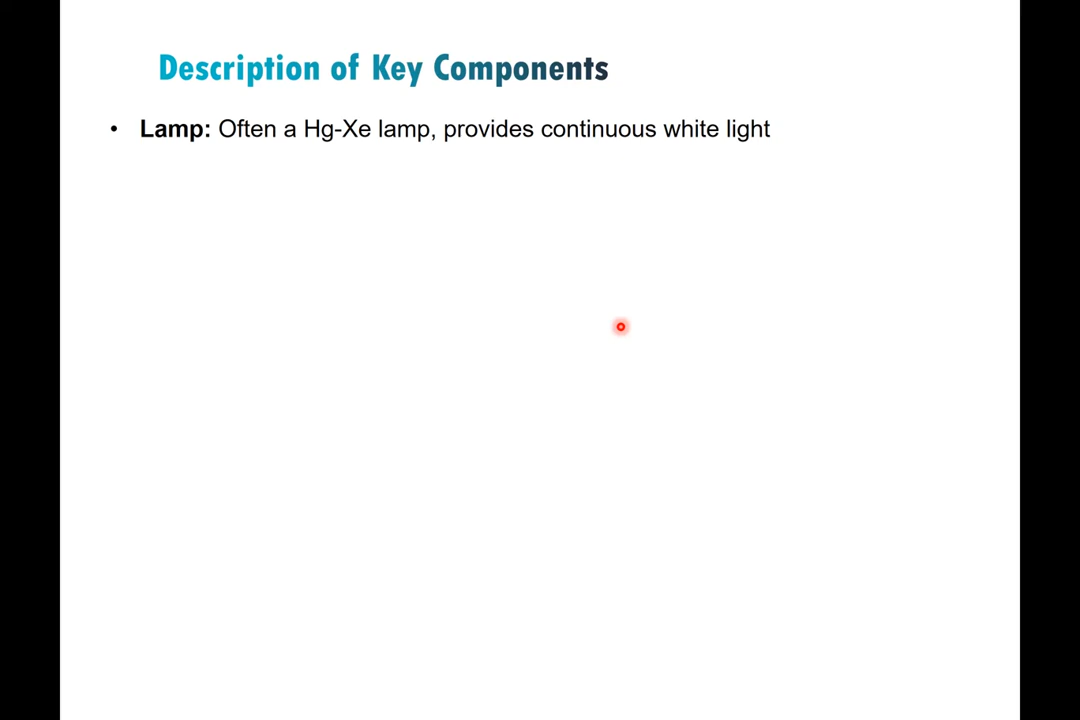 Description of Key Components
• Lamp: Often a Hg-Xe lamp, provides continuous white light